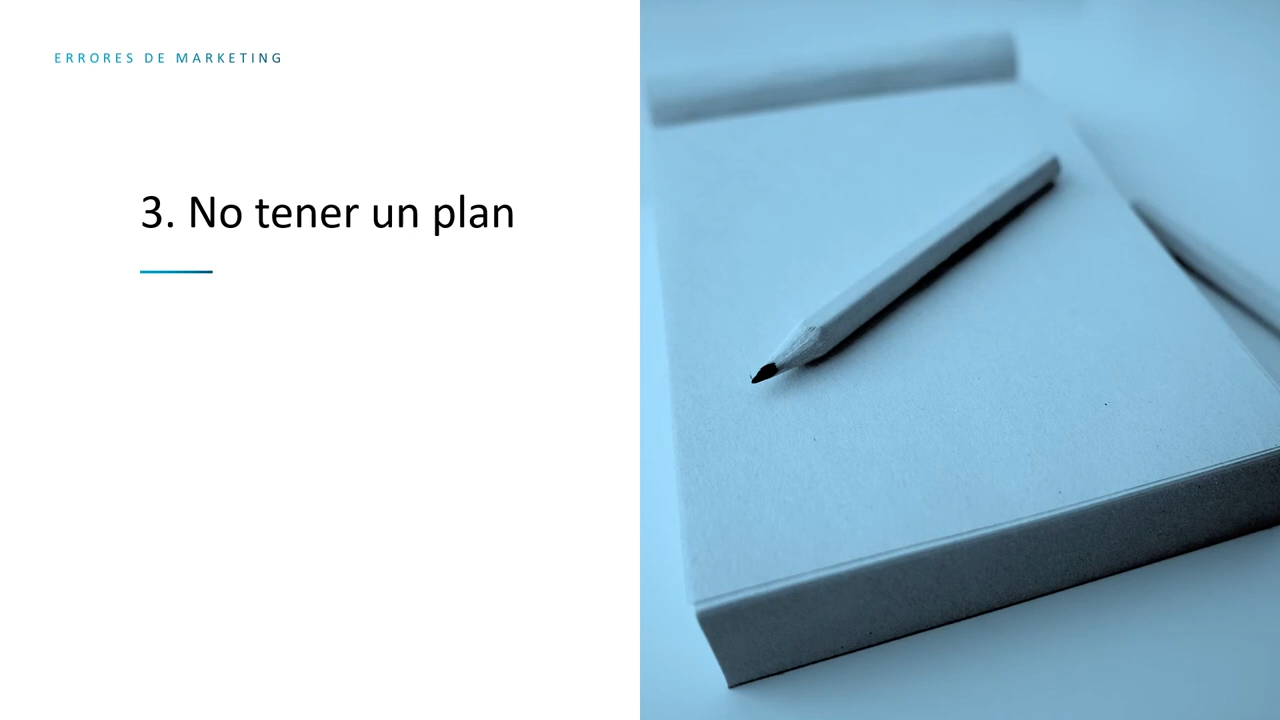 ERRORES DE MARKETING
3. No tener un plan